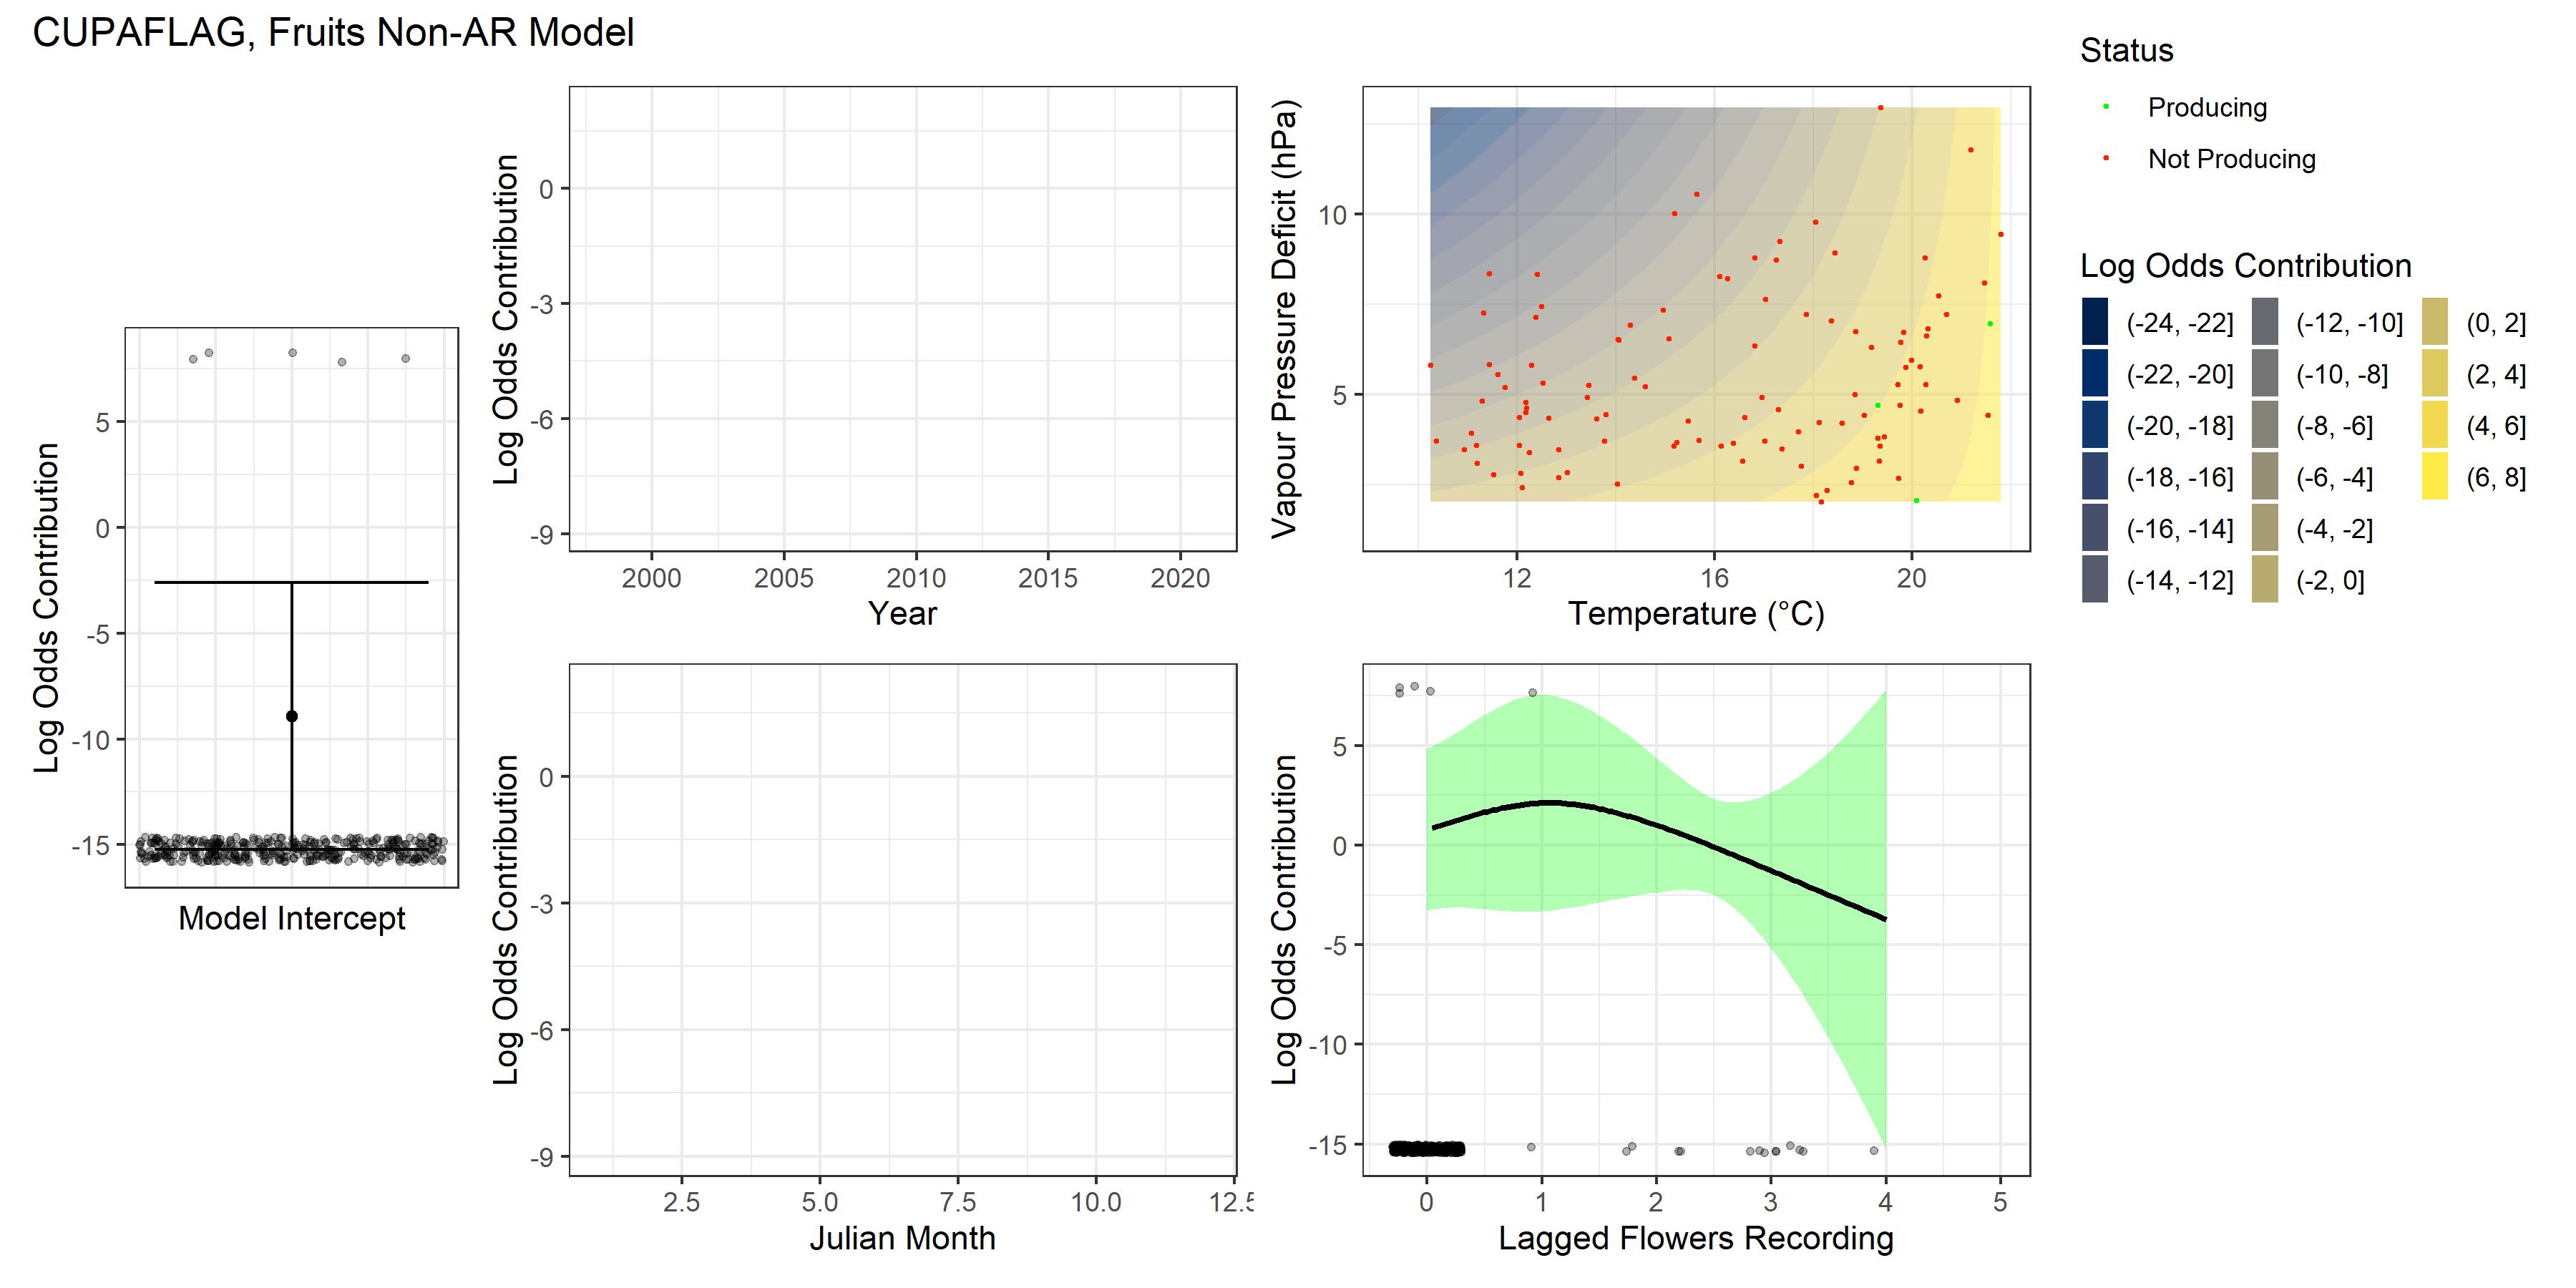 CUPAFLAG, Fruits Non-AR Model
Log Odds Contribution
5
0
-5
-10
-15
Model Intercept
Log Odds Contribution
0
-3
-6
-9
2000 2005 2010 2015 2020
Year
Vapour Pressure Deficit (hPa)
10
5
12 16 20
Temperature (°C)
Log Odds Contribution
0
-3
-6
-9
2.5 5.0 7.5 10.0 12.5
Julian Month
Log Odds Contribution
5
0
-5
-10
-15
0 1 2 3 4 5
Lagged Flowers Recording
Status
Producing
Not Producing
Log Odds Contribution
(-24, -22] (-12, -10] (0, 2]
(-22, -20] (-10, -8] (2, 4]
(-20, -18] (-8, -6] (4, 6]
(-18, -16] (-6, -4] (6, 8]
(-16, -14] (-4, -2]
(-14, -12] (-2, 0]